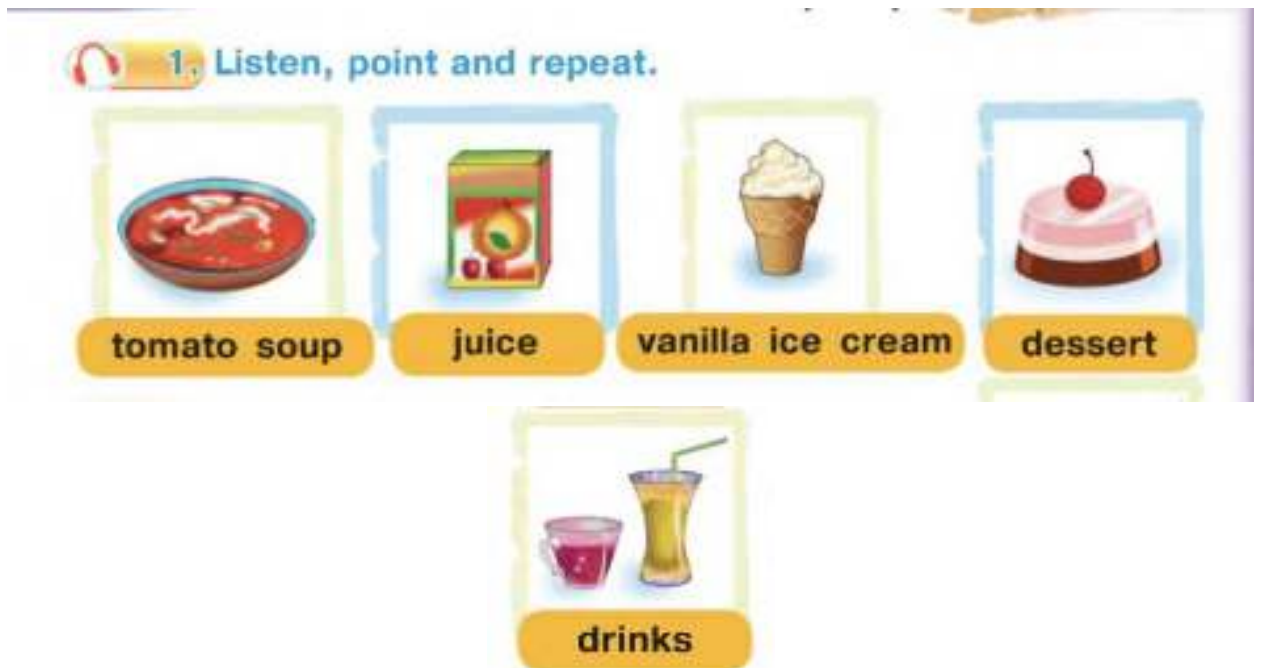 1. Listen, point and repeat.
tomato soup
juice
vanilla ice cream
dessert
drinks